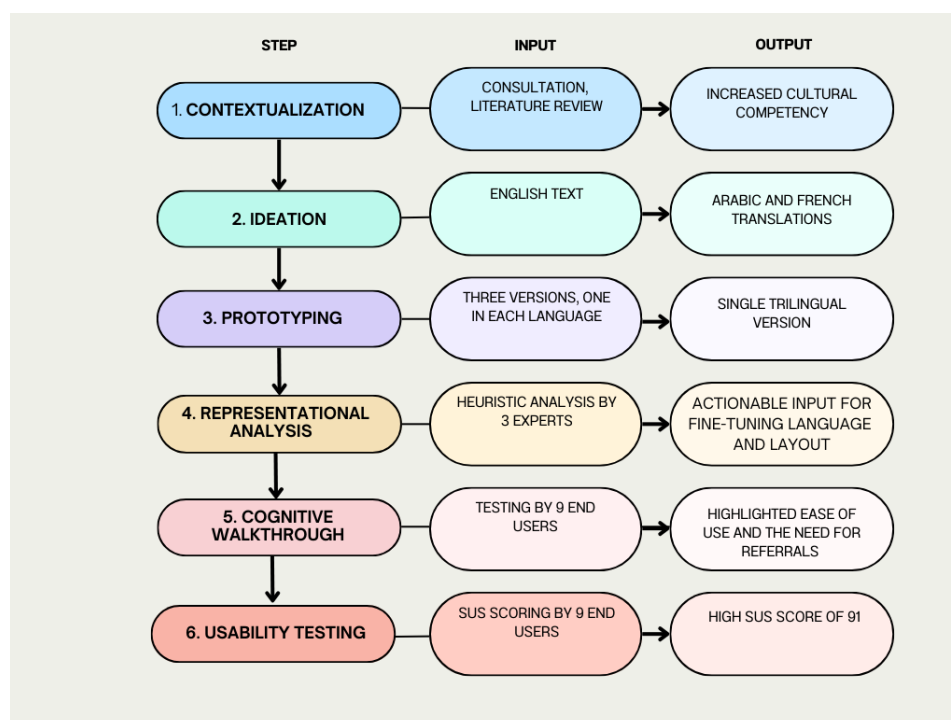 STEP INPUT OUTPUT
1. CONTEXTUALIZATION
CONSULTATION,
LITERATURE REVIEW
INCREASED CULTURAL
COMPETENCY
2. IDEATION
ENGLISH TEXT
ARABIC AND FRENCH
TRANSLATIONS
3. PROTOTYPING
THREE VERSIONS, ONE
IN EACH LANGUAGE
SINGLE TRILINGUAL
VERSION
4. REPRESENTATIONAL
ANALYSIS
HEURISTIC ANALYSIS BY
3 EXPERTS
ACTIONABLE INPUT FOR
FINE-TUNING LANGUAGE
AND LAYOUT
5. COGNITIVE
WALKTHROUGH
TESTING BY 9 END
USERS
HIGHLIGHTED EASE OF
USE AND THE NEED FOR
REFERRALS
6. USABILITY TESTING
SUS SCORING BY 9 END
USERS
HIGH SUS SCORE OF 91